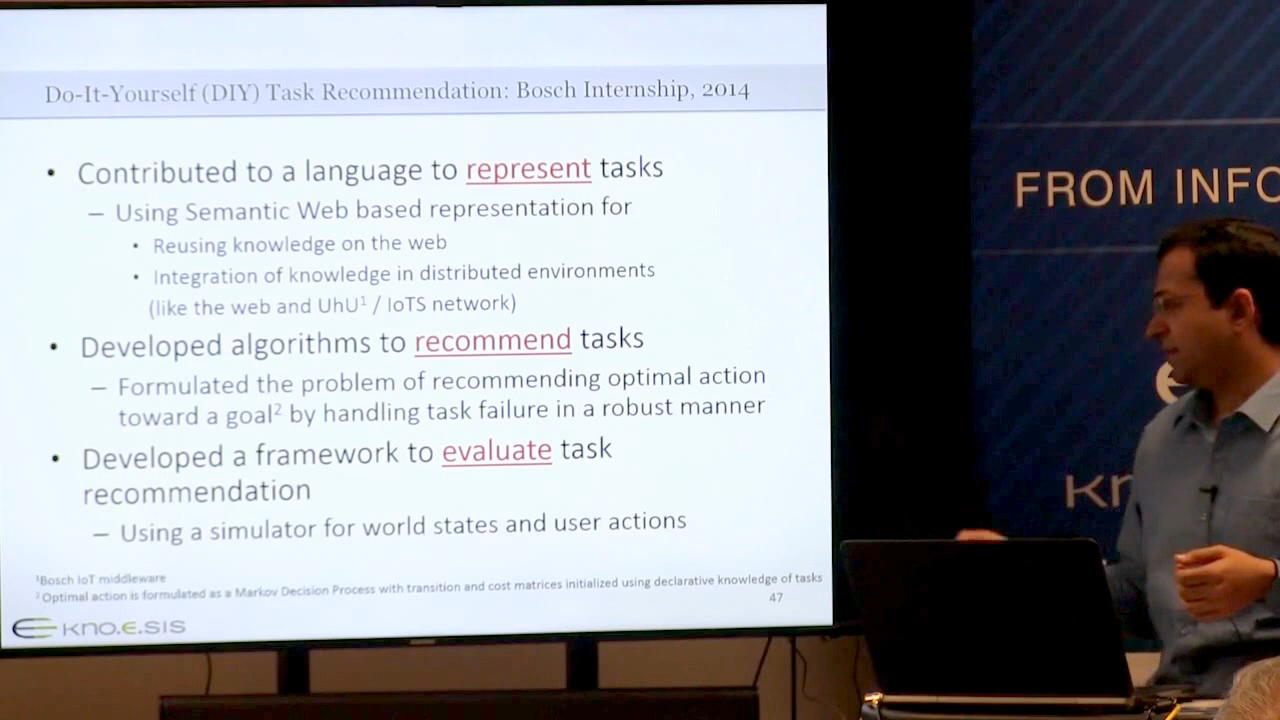 Do-It-Yourself (DIY) Task Recommendation: Bosch Internship, 2014
• Contributed to a language to represent tasks
– Using Semantic Web based representation for
• Reusing knowledge on the web
• Integration of knowledge in distributed environments
(like the web and UhU¹ / IoTS network)
• Developed algorithms to recommend tasks
– Formulated the problem of recommending optimal action
toward a goal² by handling task failure in a robust manner
• Developed a framework to evaluate task
recommendation
– Using a simulator for world states and user actions
¹Bosch IoT middleware
² Optimal action is formulated as a Markov Decision Process with transition and cost matrices initialized using declarative knowledge of tasks
47
kno.e.sis
FROM INFO
kn